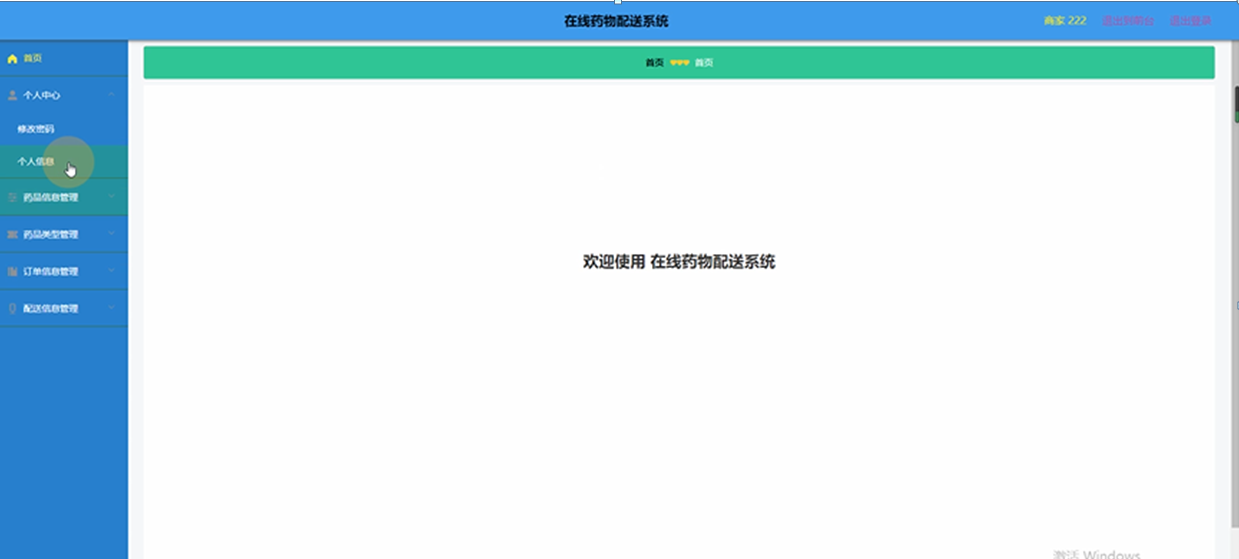 在线药物配送系统
商家 222 退出到前台 退出登录
首页
个人中心
修改密码
个人信息
药品信息管理
药品类型管理
订单信息管理
配送信息管理
首页 首页
欢迎使用 在线药物配送系统
激活 Windows